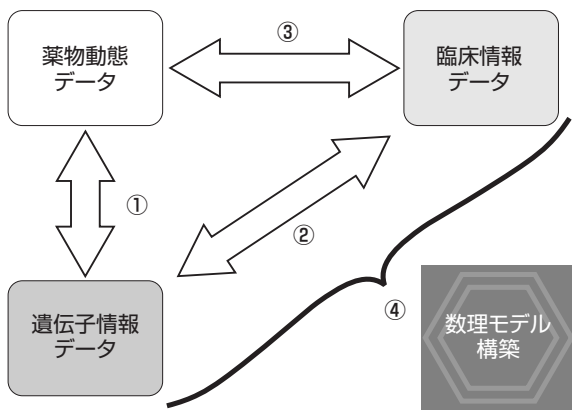 ③
薬物動態
データ
臨床情報
データ
①
②
遺伝子情報
データ
④
数理モデル
構築